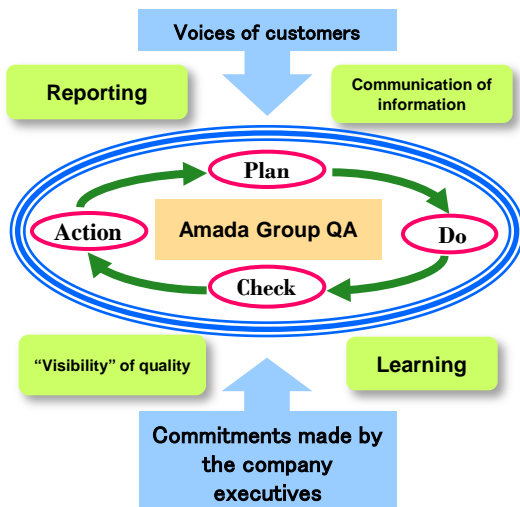 Voices of customers
Reporting
Communication of
information
Plan
Action
Amada Group QA
Do
Check
“Visibility” of quality
Learning
Commitments made by
the company
executives